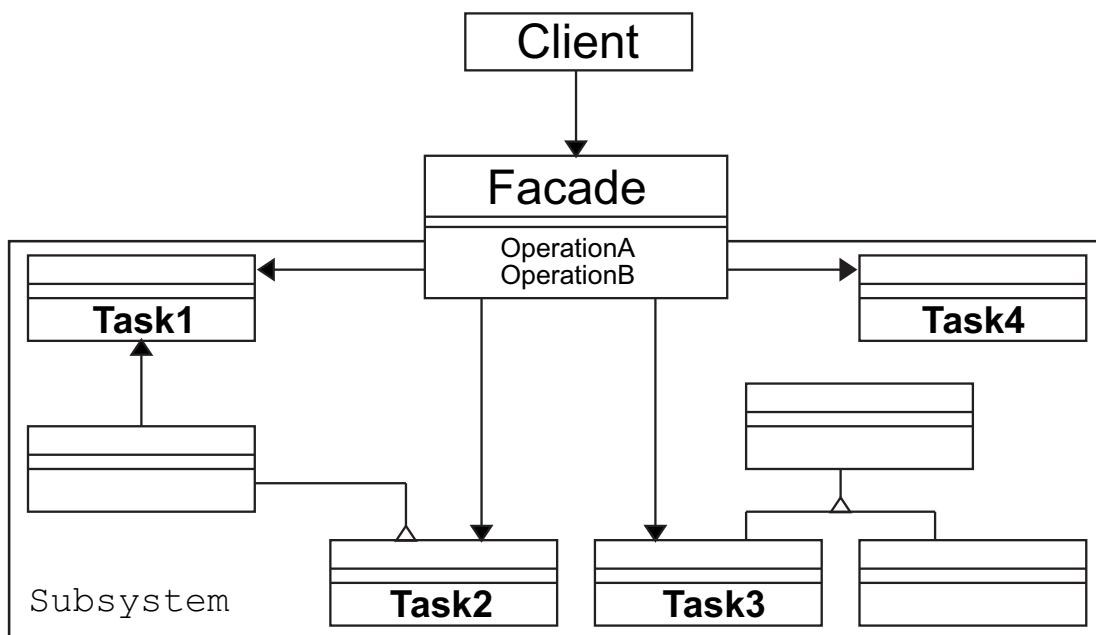 Client
Facade
OperationA
OperationB
Task1
Task4
Task2
Task3
Subsystem